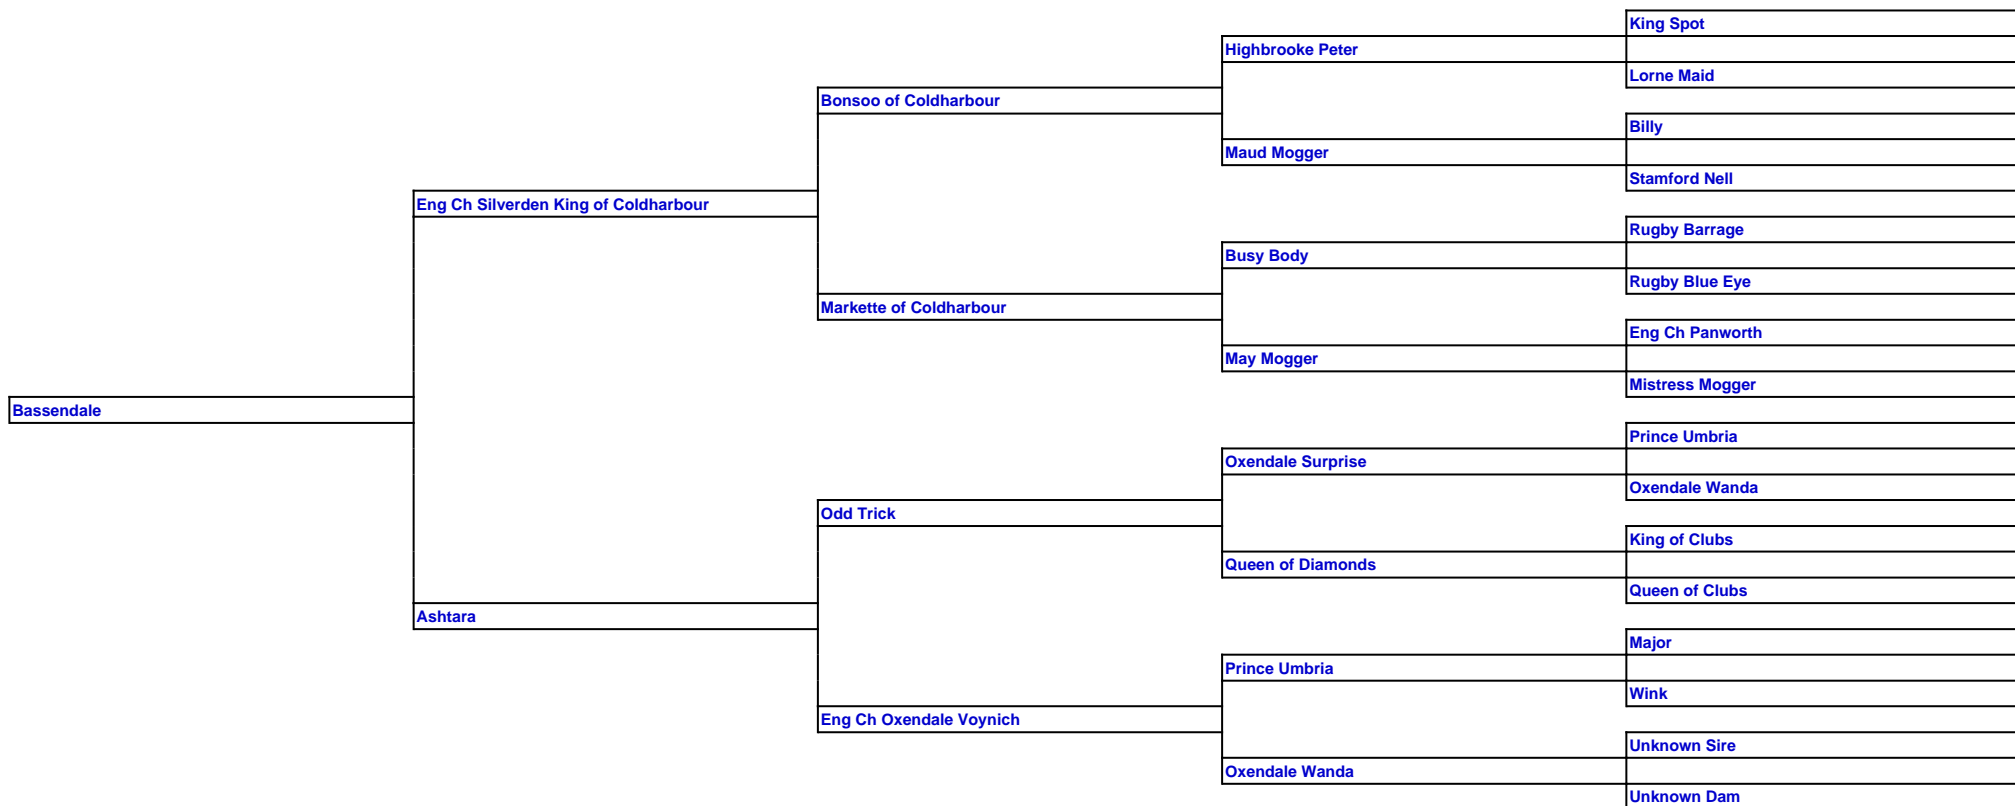 King Spot
Highbrooke Peter
Lorne Maid
Bonsoo of Coldharbour
Billy
Maud Mogger
Stamford Nell
Eng Ch Silverden King of Coldharbour
Rugby Barrage
Busy Body
Rugby Blue Eye
Markette of Coldharbour
Eng Ch Panworth
May Mogger
Mistress Mogger
Bassendale
Prince Umbria
Oxendale Surprise
Oxendale Wanda
Odd Trick
King of Clubs
Queen of Diamonds
Queen of Clubs
Ashtara
Major
Prince Umbria
Wink
Eng Ch Oxendale Voynich
Unknown Sire
Oxendale Wanda
Unknown Dam